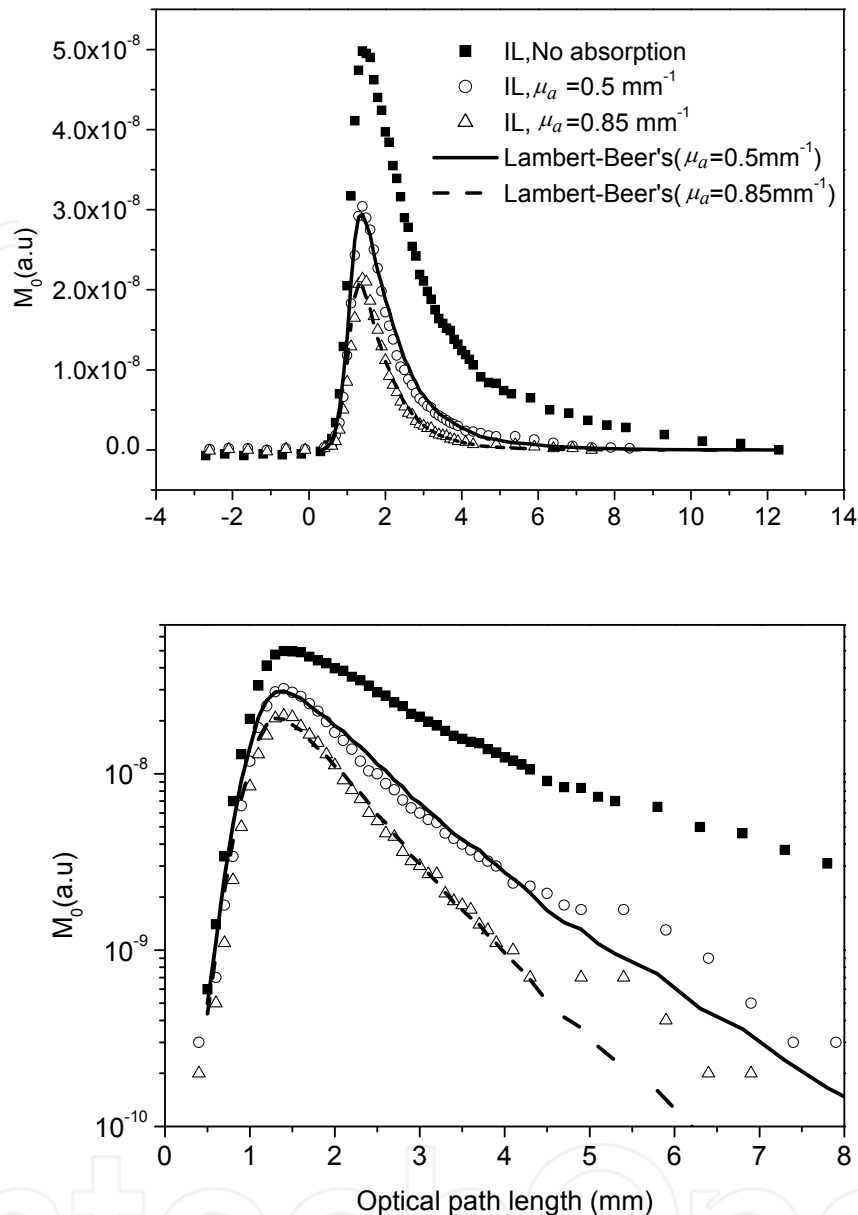 5.0x10⁻⁸
4.0x10⁻⁸
3.0x10⁻⁸
2.0x10⁻⁸
1.0x10⁻⁸
0.0
M₀(a.u)
IL,No absorption
IL,μₐ =0.5 mm⁻¹
IL, μₐ=0.85 mm⁻¹
Lambert-Beer's(μₐ=0.5mm⁻¹)
Lambert-Beer's(μₐ=0.85mm⁻¹)
-4 -2 0 2 4 6 8 10 12 14
10⁻⁸
10⁻⁹
10⁻¹⁰
M₀(a.u)
0 1 2 3 4 5 6 7 8
Optical path length (mm)